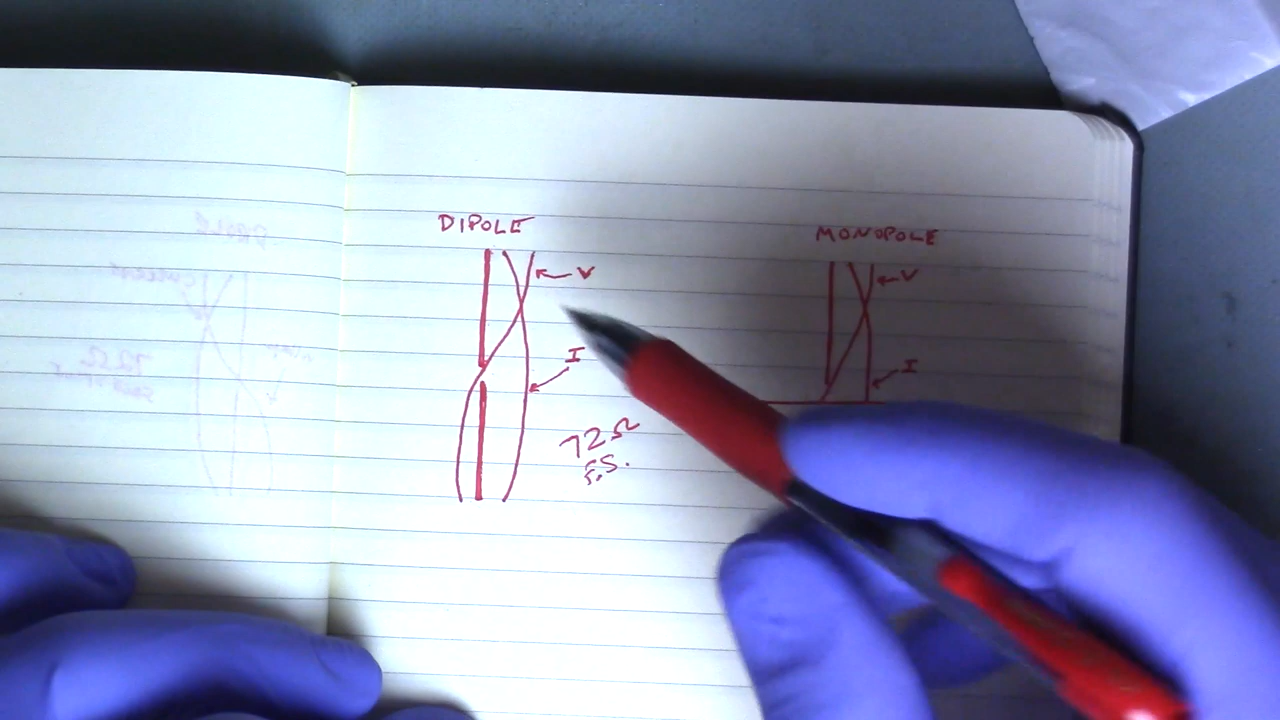 DIPOLE
V
I
72Ω
F.S.
MONOPOLE
V
I